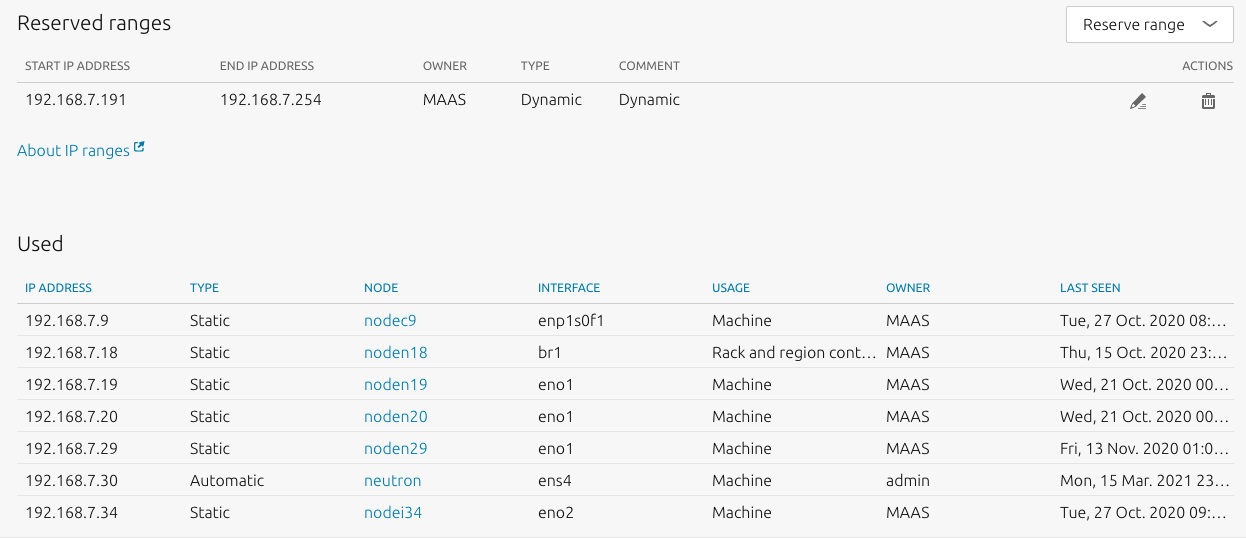 Reserved ranges
Reserve range
START IP ADDRESS END IP ADDRESS OWNER TYPE COMMENT ACTIONS
192.168.7.191 192.168.7.254 MAAS Dynamic Dynamic
About IP ranges
Used
IP ADDRESS TYPE NODE INTERFACE USAGE OWNER LAST SEEN
192.168.7.9 Static nodec9 enp1s0f1 Machine MAAS Tue, 27 Oct. 2020 08:...
192.168.7.18 Static noden18 br1 Rack and region cont... MAAS Thu, 15 Oct. 2020 23:...
192.168.7.19 Static noden19 eno1 Machine MAAS Wed, 21 Oct. 2020 00...
192.168.7.20 Static noden20 eno1 Machine MAAS Wed, 21 Oct. 2020 00...
192.168.7.29 Static noden29 eno1 Machine MAAS Fri, 13 Nov. 2020 01:0...
192.168.7.30 Automatic neutron ens4 Machine admin Mon, 15 Mar. 2021 23...
192.168.7.34 Static nodei34 eno2 Machine MAAS Tue, 27 Oct. 2020 09:...